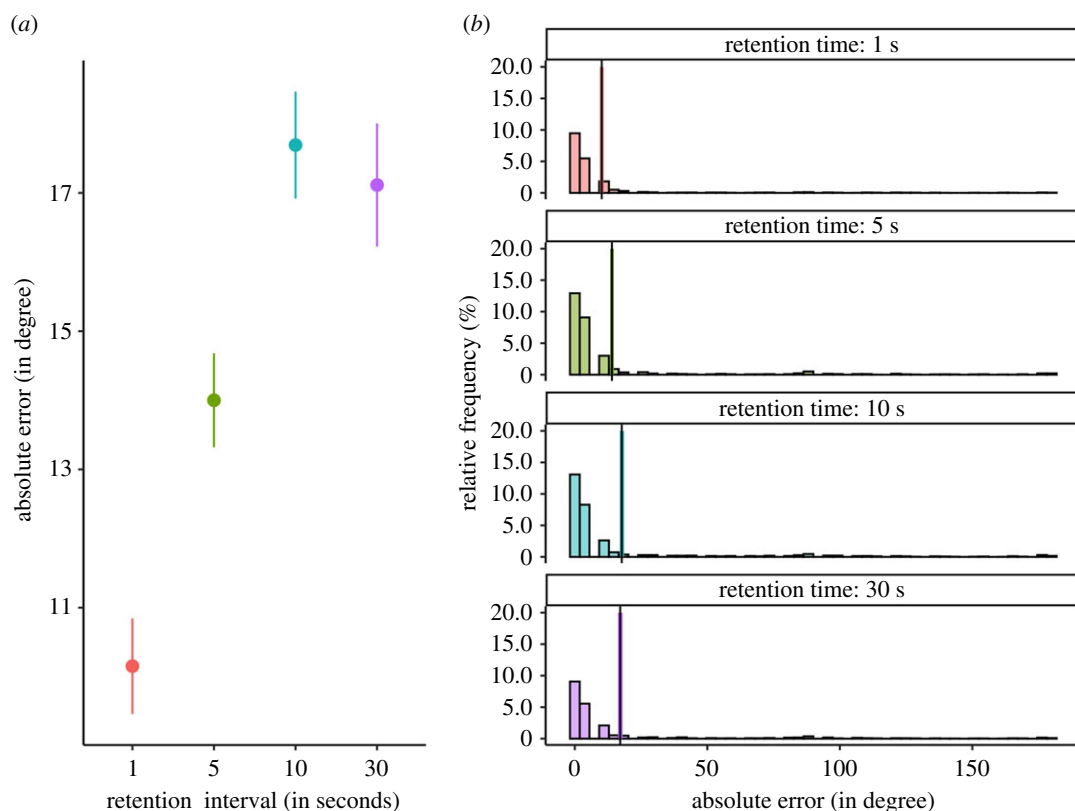 (a)
17
15
13
11
absolute error (in degree)
1 5 10 30
retention interval (in seconds)
(b)
retention time: 1 s
20.0
15.0
10.0
5.0
0
retention time: 5 s
20.0
15.0
10.0
5.0
0
retention time: 10 s
20.0
15.0
10.0
5.0
0
retention time: 30 s
20.0
15.0
10.0
5.0
0
relative frequency (%)
0 50 100 150
absolute error (in degree)